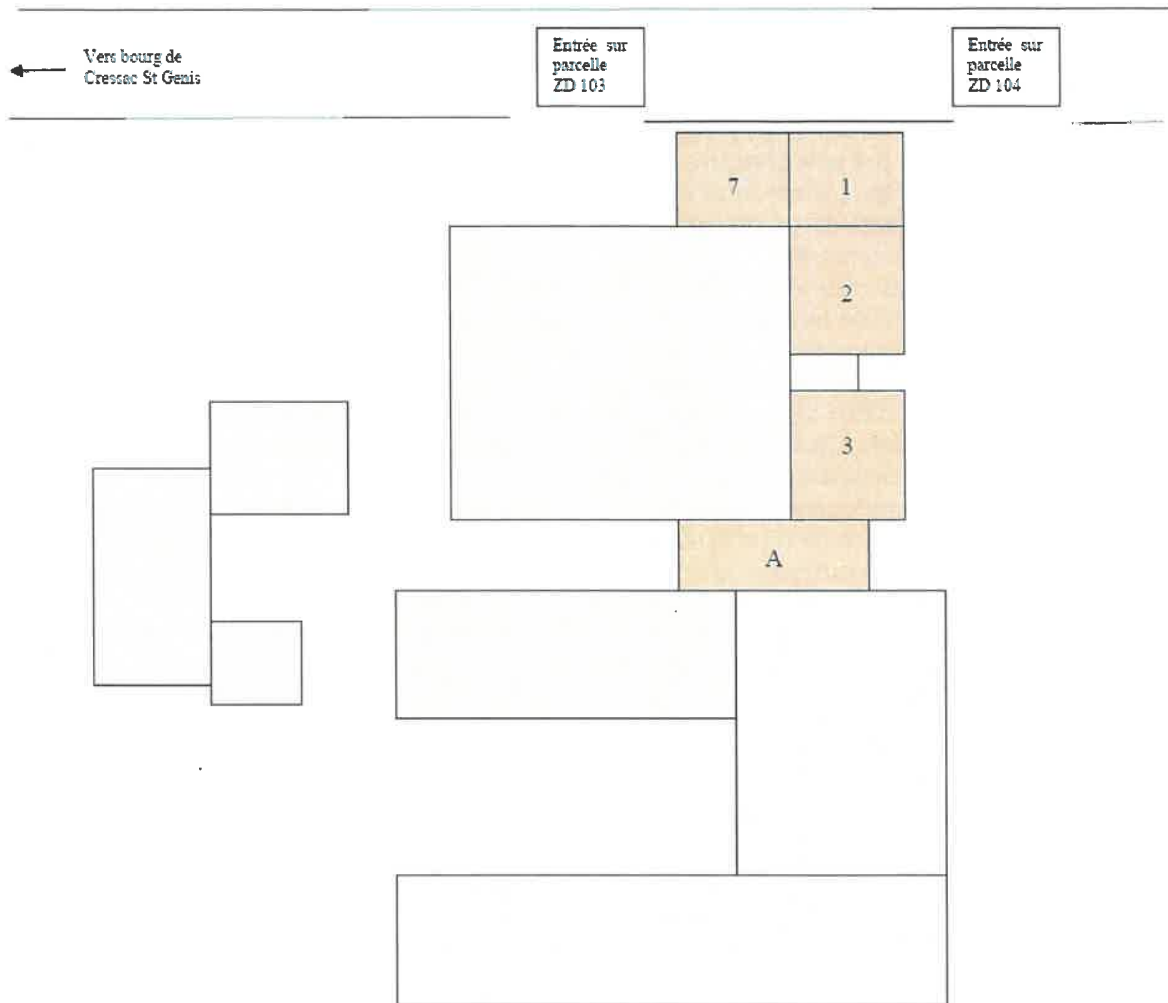 Vers bourg de
Cressac St Genis
Entrée sur
parcelle
ZD 103
Entrée sur
parcelle
ZD 104
7
1
2
3
A